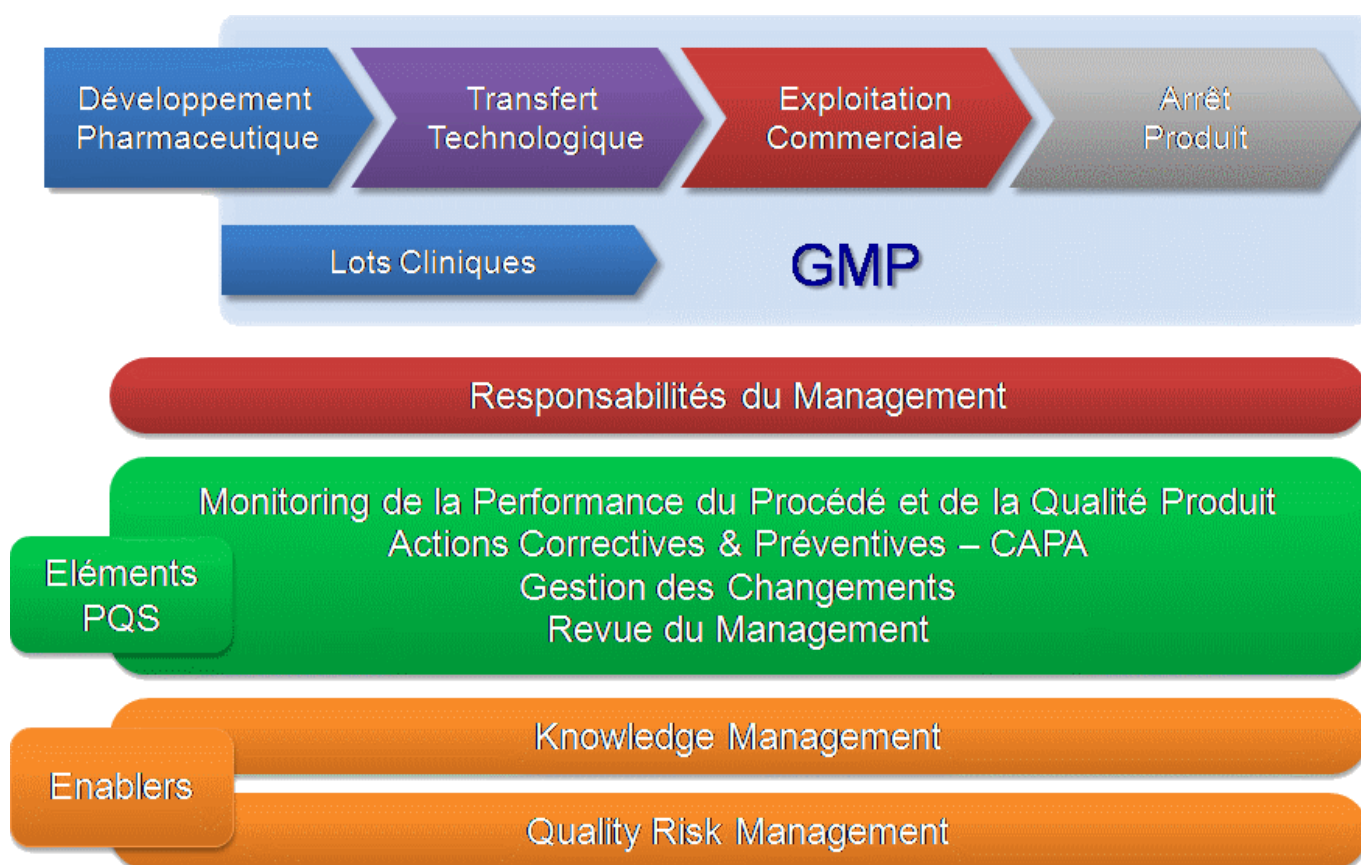 Développement
Pharmaceutique
Transfert
Technologique
Exploitation
Commerciale
Arrêt
Produit
Lots Cliniques
GMP
Responsabilités du Management
Eléments
PQS
Monitoring de la Performance du Procédé et de la Qualité Produit
Actions Correctives & Préventives – CAPA
Gestion des Changements
Revue du Management
Enablers
Knowledge Management
Quality Risk Management